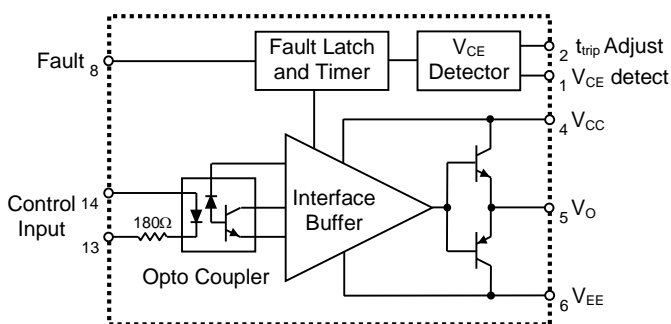 Fault 8
Fault Latch
and Timer
VCE
Detector
2 ttrip Adjust
1 VCE detect
4 VCC
Control 14
Input
13
180Ω
Opto Coupler
Interface
Buffer
5 VO
6 VEE